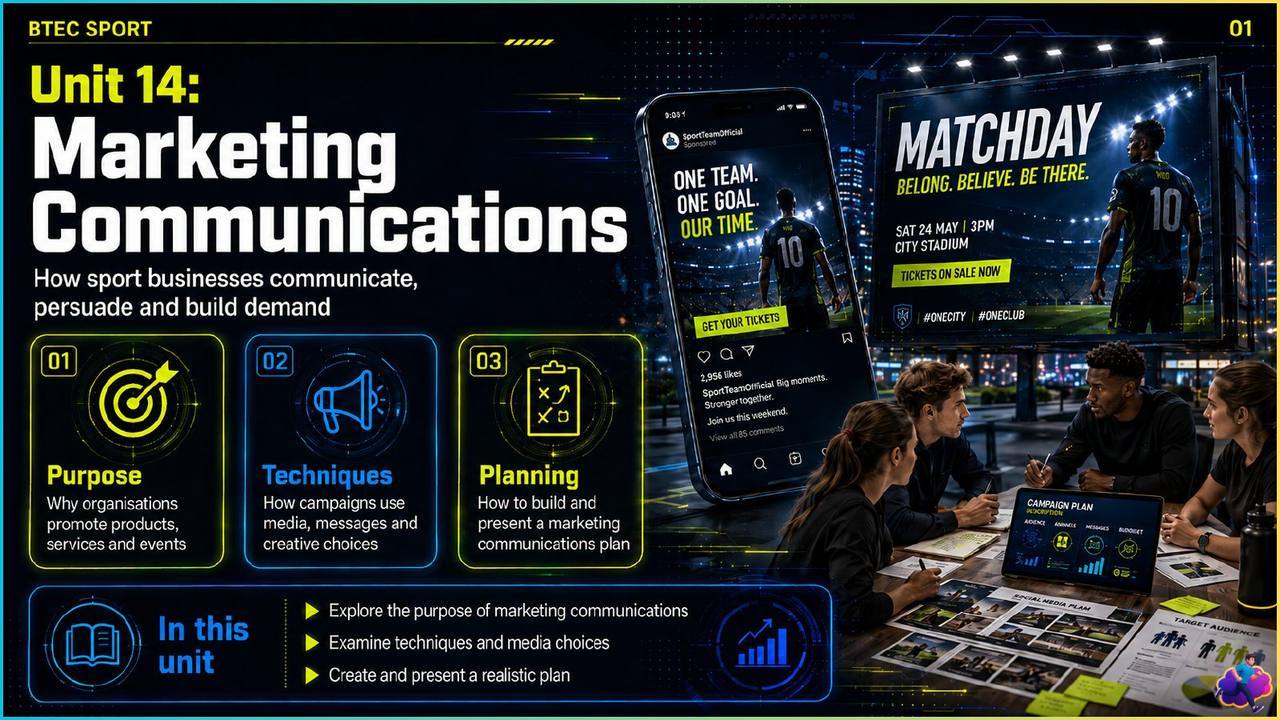 BTEC SPORT
01
Unit 14:
Marketing
Communications
How sport businesses communicate,
persuade and build demand
01
Purpose
Why organisations
promote products,
services and events
02
Techniques
How campaigns use
media, messages and
creative choices
03
Planning
How to build and
present a marketing
communications plan
In this
unit
Explore the purpose of marketing communications
Examine techniques and media choices
Create and present a realistic plan
SportTeamOfficial
Sponsored
ONE TEAM.
ONE GOAL.
OUR TIME.
10
GET YOUR TICKETS
2,956 likes
SportTeamOfficial Big moments.
Stronger together.
Join us this weekend.
View all 85 comments
MATCHDAY
BELONG. BELIEVE. BE THERE.
SAT 24 MAY | 3PM
CITY STADIUM
TICKETS ON SALE NOW
#ONECITY | #ONECLUB
10
CAMPAIGN PLAN
AUDIENCE
MESSAGES
SOCIAL MEDIA PLAN
TARGET AUDIENCE